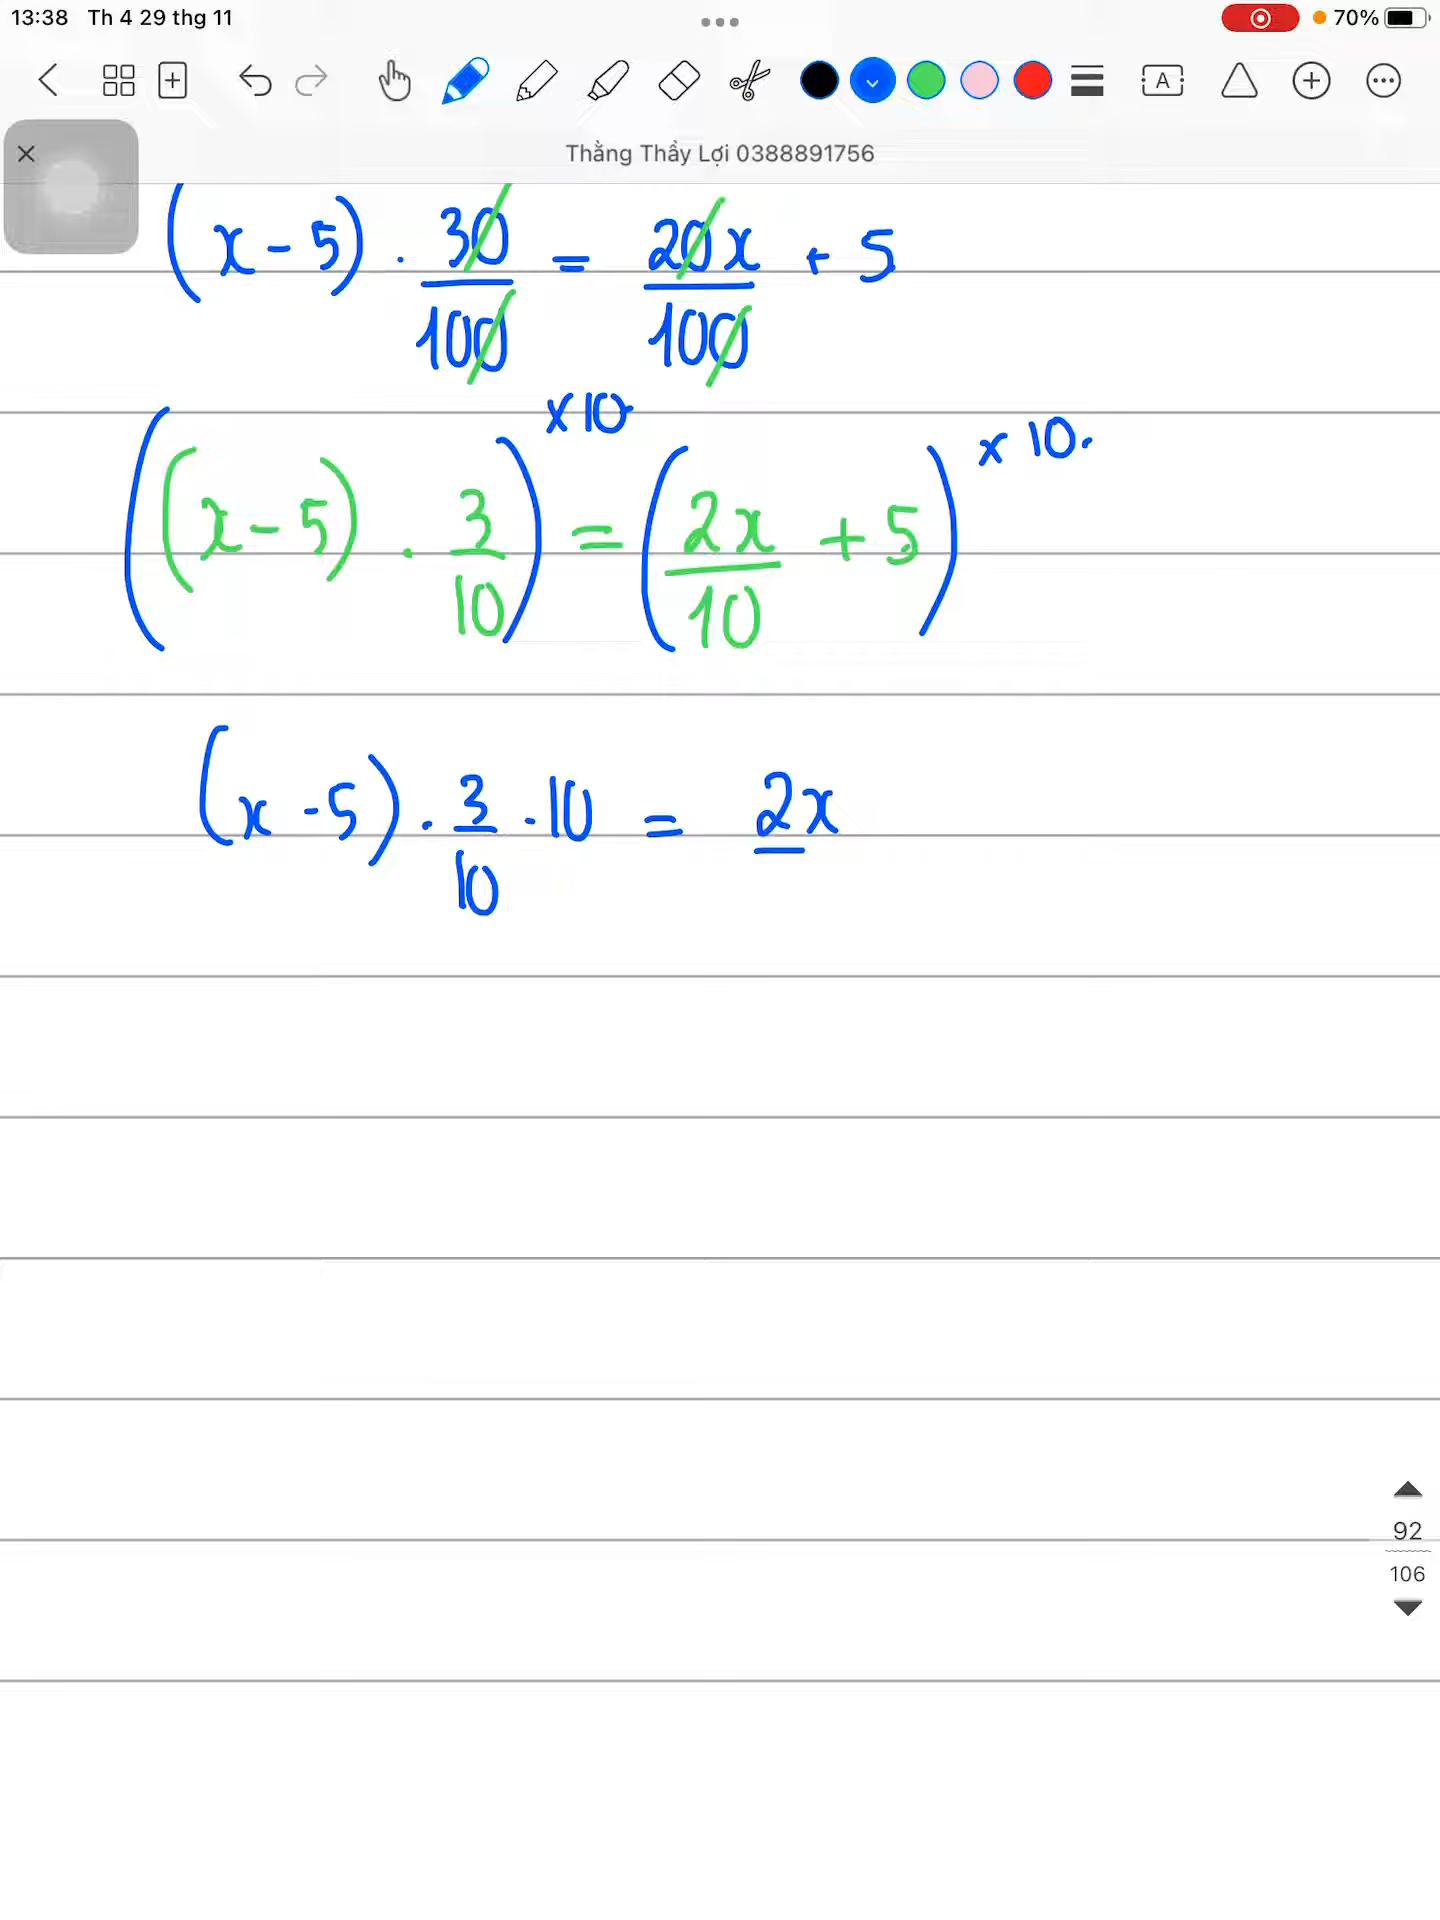 13:38 Th 4 29 thg 11 70%
A
Thằng Thầy Lợi 0388891756
(x - 5) . 30/100 = 20x/100 + 5
((x - 5) . 3/10) x 10 = (2x/10 + 5) x 10.
(x - 5) . 3/10 . 10 = 2x
92
106